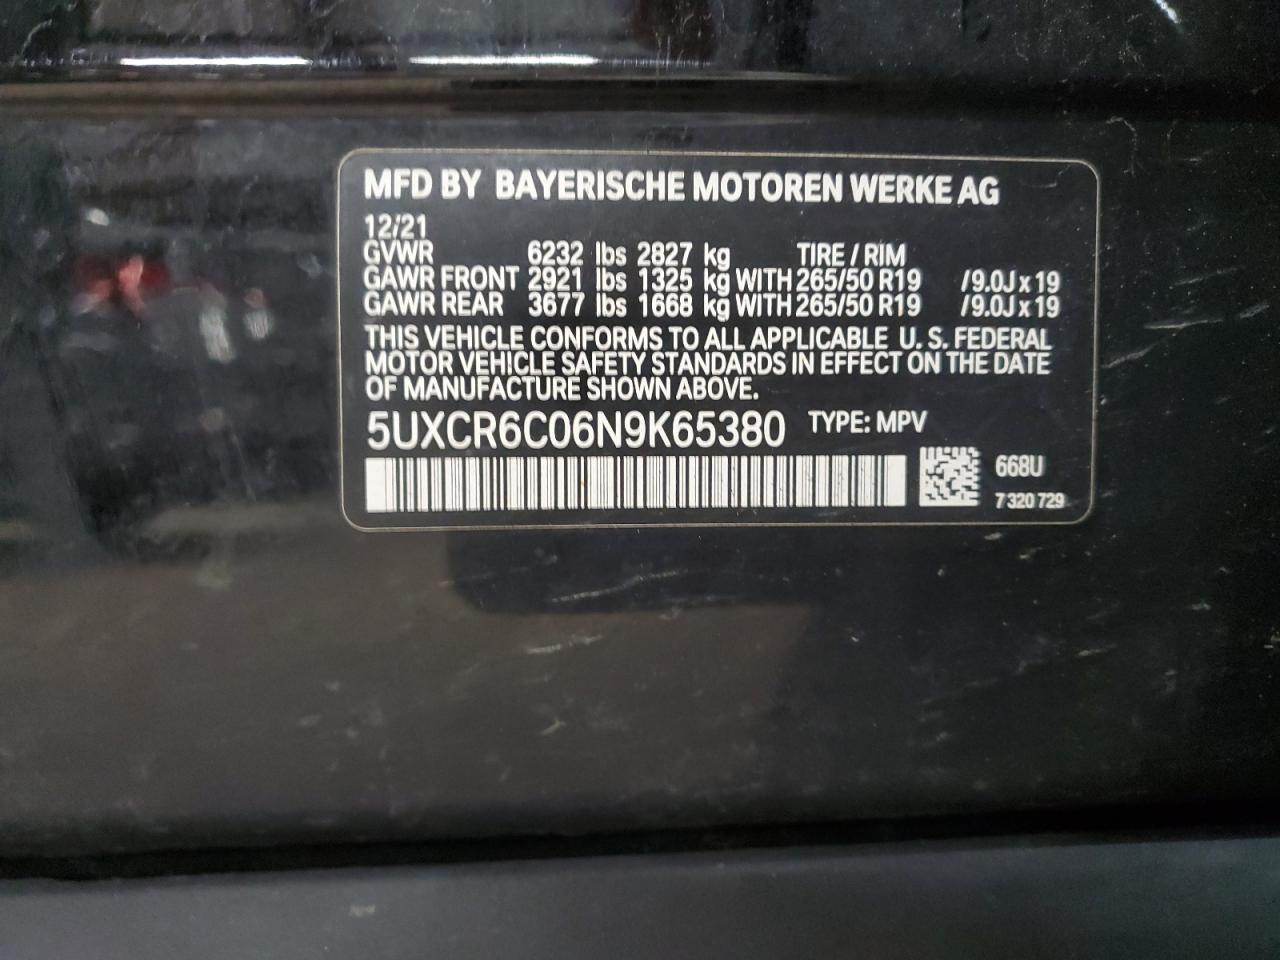 MFD BY BAYERISCHE MOTOREN WERKE AG
12/21
GVWR 6232 lbs 2827 kg TIRE / RIM
GAWR FRONT 2921 lbs 1325 kg WITH 265/50 R19 /9.0J x 19
GAWR REAR 3677 lbs 1668 kg WITH 265/50 R19 /9.0J x 19
THIS VEHICLE CONFORMS TO ALL APPLICABLE U. S. FEDERAL
MOTOR VEHICLE SAFETY STANDARDS IN EFFECT ON THE DATE
OF MANUFACTURE SHOWN ABOVE.
5UXCR6C06N9K65380 TYPE: MPV
668U
7 320 729